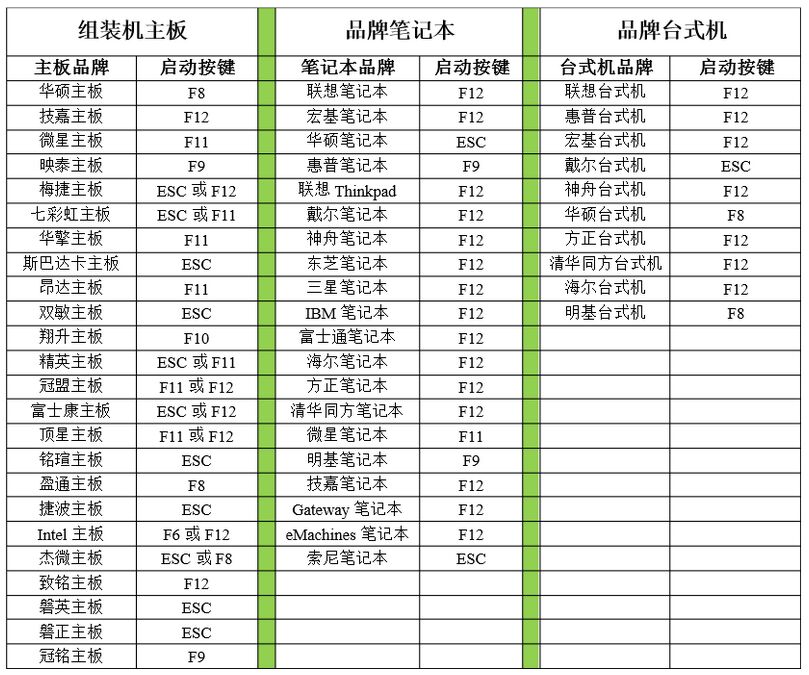 组装机主板 品牌笔记本 品牌台式机
主板品牌 启动按键 笔记本品牌 启动按键 台式机品牌 启动按键
华硕主板 F8 联想笔记本 F12 联想台式机 F12
技嘉主板 F12 宏基笔记本 F12 惠普台式机 F12
微星主板 F11 华硕笔记本 ESC 宏基台式机 F12
映泰主板 F9 惠普笔记本 F9 戴尔台式机 ESC
梅捷主板 ESC 或 F12 联想 Thinkpad F12 神舟台式机 F12
七彩虹主板 ESC 或 F11 戴尔笔记本 F12 华硕台式机 F8
华擎主板 F11 神舟笔记本 F12 方正台式机 F12
斯巴达卡主板 ESC 东芝笔记本 F12 清华同方台式机 F12
昂达主板 F11 三星笔记本 F12 海尔台式机 F12
双敏主板 ESC IBM 笔记本 F12 明基台式机 F8
翔升主板 F10 富士通笔记本 F12
精英主板 ESC 或 F11 海尔笔记本 F12
冠盟主板 F11 或 F12 方正笔记本 F12
富士康主板 ESC 或 F12 清华同方笔记本 F12
顶星主板 F11 或 F12 微星笔记本 F11
铭瑄主板 ESC 明基笔记本 F9
盈通主板 F8 技嘉笔记本 F12
捷波主板 ESC Gateway 笔记本 F12
Intel 主板 F6 或 F12 eMachines 笔记本 F12
杰微主板 ESC 或 F8 索尼笔记本 ESC
致铭主板 F12
磐英主板 ESC
磐正主板 ESC
冠铭主板 F9